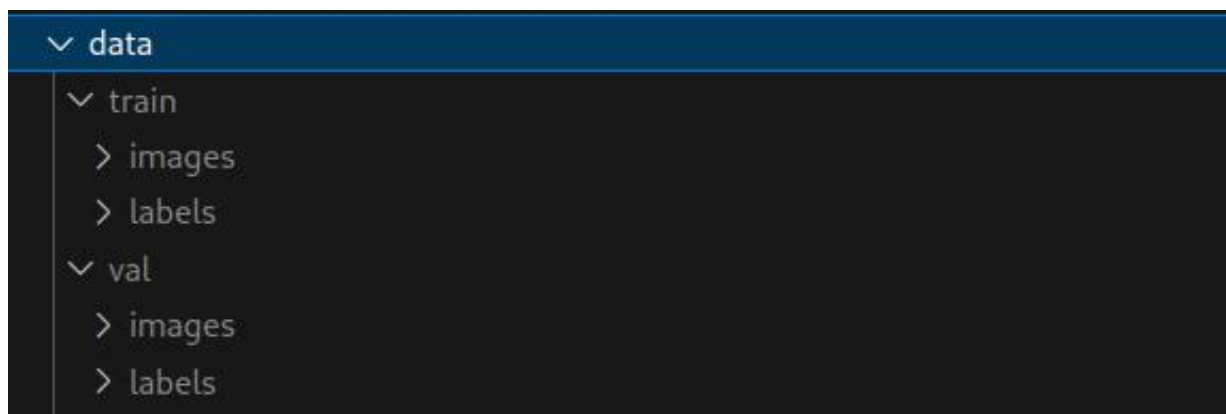 data
train
images
labels
val
images
labels